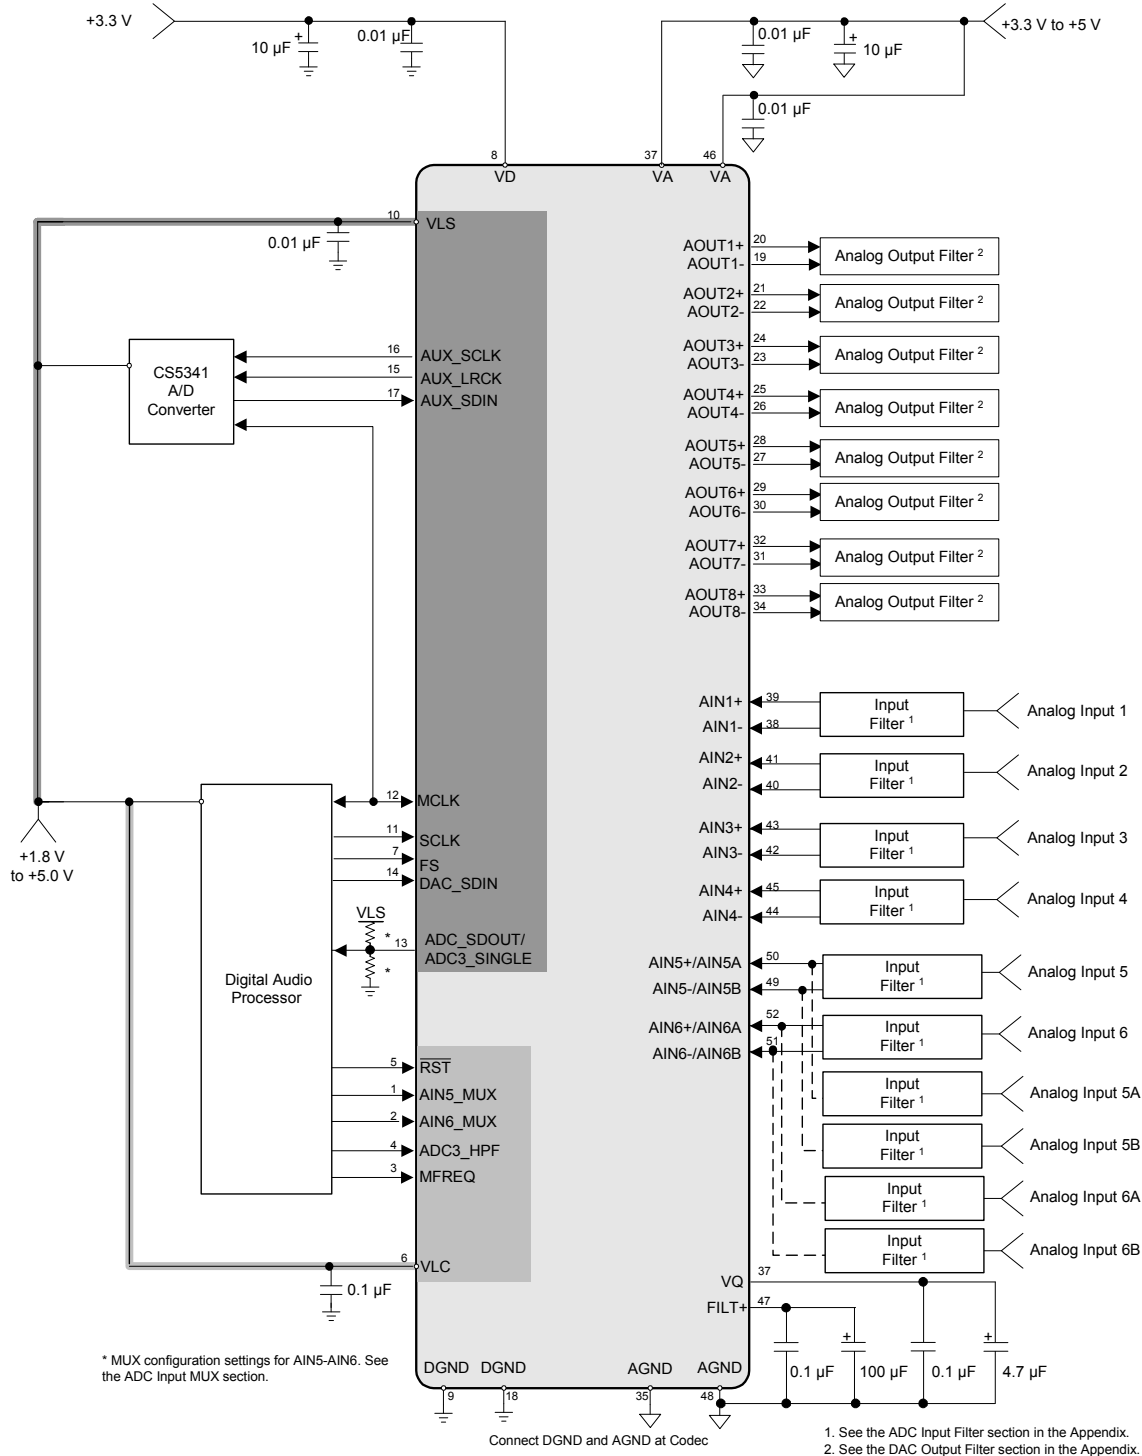 +3.3 V
10 µF
+
0.01 µF
0.01 µF
+
10 µF
+3.3 V to +5 V
0.01 µF
8
37
46
VD
VA
VA
10
VLS
0.01 µF
AOUT1+
20
AOUT1-
19
Analog Output Filter 2
AOUT2+
21
AOUT2-
22
Analog Output Filter 2
AOUT3+
24
AOUT3-
23
Analog Output Filter 2
AOUT4+
25
AOUT4-
26
Analog Output Filter 2
AOUT5+
28
AOUT5-
27
Analog Output Filter 2
AOUT6+
29
AOUT6-
30
Analog Output Filter 2
AOUT7+
32
AOUT7-
31
Analog Output Filter 2
AOUT8+
33
AOUT8-
34
Analog Output Filter 2
CS5341
A/D
Converter
16
AUX_SCLK
15
AUX_LRCK
17
AUX_SDIN
AIN1+
39
AIN1-
38
Input
Filter 1
Analog Input 1
AIN2+
41
AIN2-
40
Input
Filter 1
Analog Input 2
AIN3+
43
AIN3-
42
Input
Filter 1
Analog Input 3
AIN4+
45
AIN4-
44
Input
Filter 1
Analog Input 4
AIN5+/AIN5A
50
AIN5-/AIN5B
49
Input
Filter 1
Analog Input 5
AIN6+/AIN6A
52
AIN6-/AIN6B
51
Input
Filter 1
Analog Input 6
Input
Filter 1
Analog Input 5A
Input
Filter 1
Analog Input 5B
Input
Filter 1
Analog Input 6A
Input
Filter 1
Analog Input 6B
+1.8 V
to +5.0 V
Digital Audio
Processor
12
MCLK
11
SCLK
7
FS
14
DAC_SDIN
VLS
*
*
13
ADC_SDOUT/
ADC3_SINGLE
5
RST
1
AIN5_MUX
2
AIN6_MUX
4
ADC3_HPF
3
MFREQ
6
VLC
0.1 µF
VQ
37
FILT+
47
0.1 µF
+
100 µF
0.1 µF
+
4.7 µF
* MUX configuration settings for AIN5-AIN6. See
the ADC Input MUX section.
DGND
DGND
AGND
AGND
9
18
35
48
Connect DGND and AGND at Codec
1. See the ADC Input Filter section in the Appendix.
2. See the DAC Output Filter section in the Appendix.